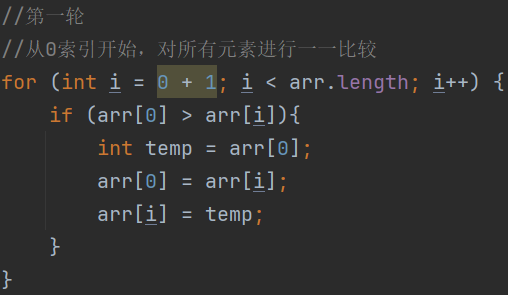 //第一轮
//从0索引开始，对所有元素进行一一比较
for (int i = 0 + 1; i < arr.length; i++) {
    if (arr[0] > arr[i]){
        int temp = arr[0];
        arr[0] = arr[i];
        arr[i] = temp;
    }
}